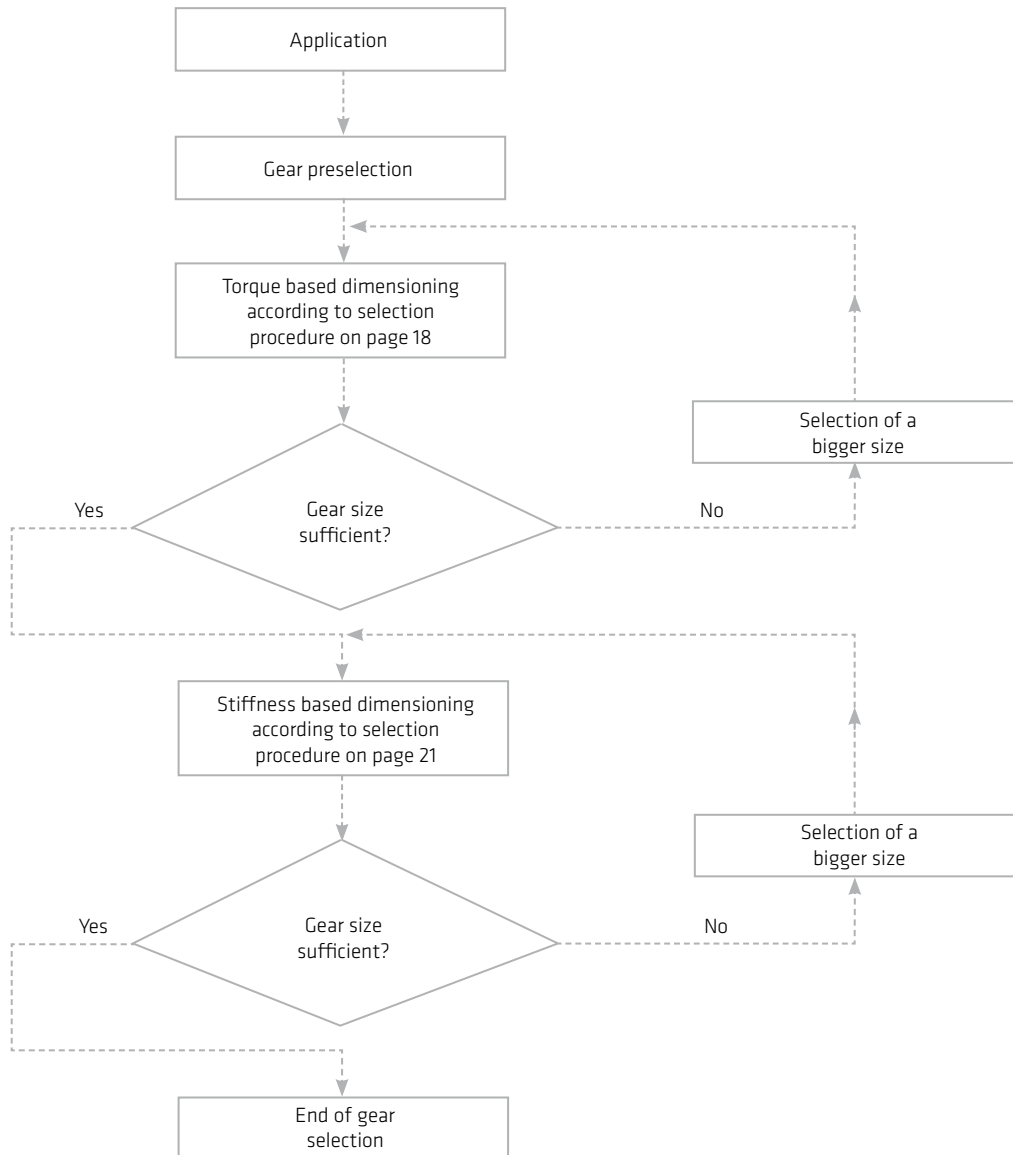 Application
Gear preselection
Torque based dimensioning
according to selection
procedure on page 18
Selection of a
bigger size
Yes
Gear size
sufficient?
No
Stiffness based dimensioning
according to selection
procedure on page 21
Selection of a
bigger size
Yes
Gear size
sufficient?
No
End of gear
selection